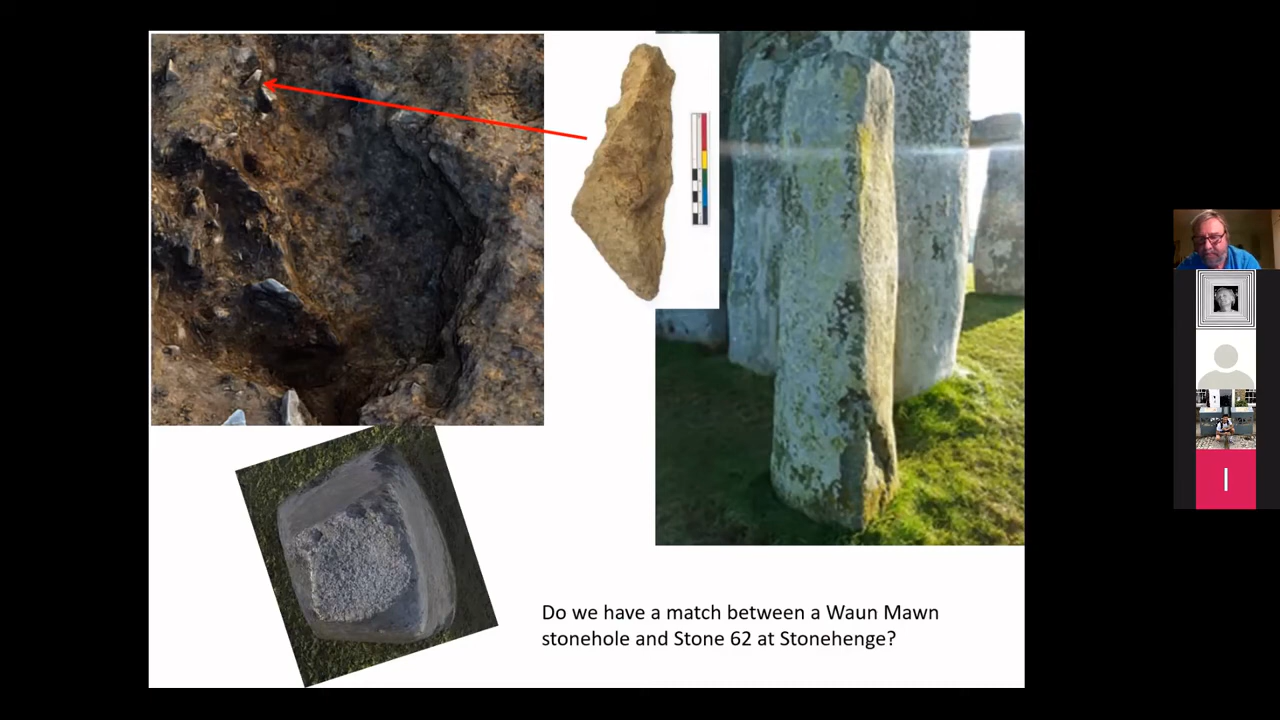 Do we have a match between a Waun Mawn
stonehole and Stone 62 at Stonehenge?
I